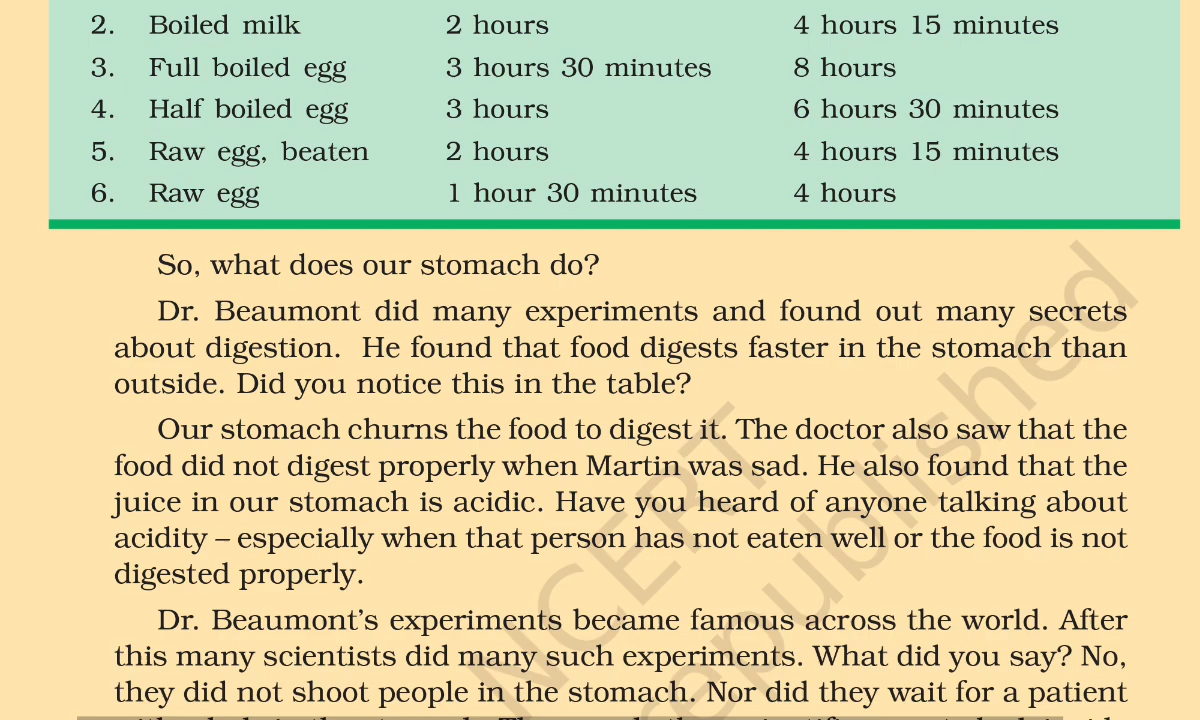 2. Boiled milk 2 hours 4 hours 15 minutes
3. Full boiled egg 3 hours 30 minutes 8 hours
4. Half boiled egg 3 hours 6 hours 30 minutes
5. Raw egg, beaten 2 hours 4 hours 15 minutes
6. Raw egg 1 hour 30 minutes 4 hours
So, what does our stomach do?
Dr. Beaumont did many experiments and found out many secrets
about digestion. He found that food digests faster in the stomach than
outside. Did you notice this in the table?
Our stomach churns the food to digest it. The doctor also saw that the
food did not digest properly when Martin was sad. He also found that the
juice in our stomach is acidic. Have you heard of anyone talking about
acidity – especially when that person has not eaten well or the food is not
digested properly.
Dr. Beaumont's experiments became famous across the world. After
this many scientists did many such experiments. What did you say? No,
they did not shoot people in the stomach. Nor did they wait for a patient
NCERT
republished